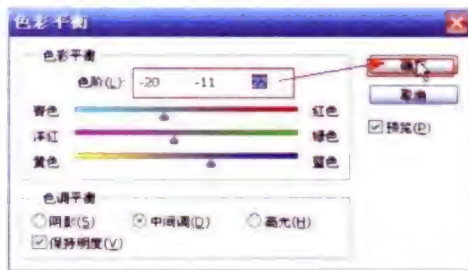 色彩平衡
色彩平衡
色阶(L): -20 -11
确定
青色 红色
取消
洋红 绿色
预览(P)
黄色 蓝色
色调平衡
阴影(S) 中间调(D) 高光(H)
保持明度(V)